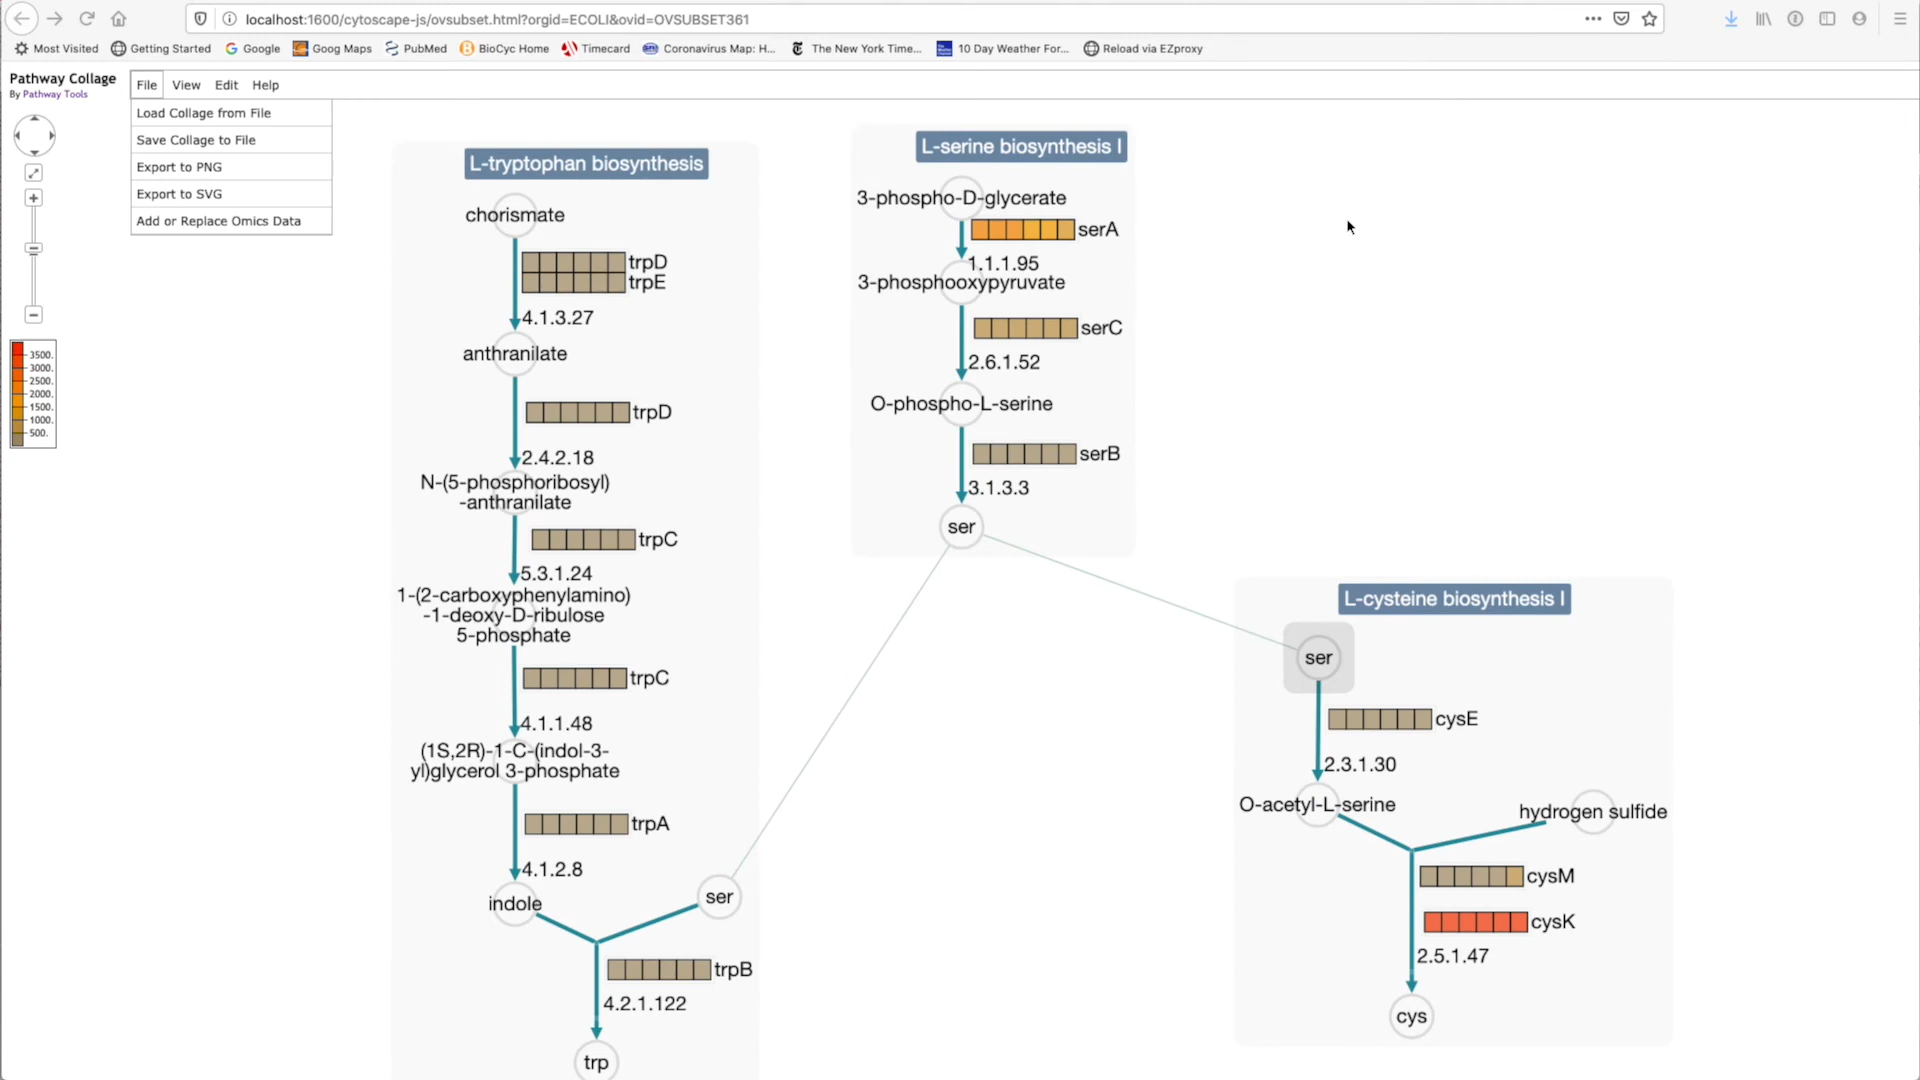 localhost:1600/cytoscape-js/ovsubset.html?orgid=ECOLI&ovid=OVSUBSET361
Most Visited
Getting Started
Google
Goog Maps
PubMed
BioCyc Home
Timecard
Coronavirus Map: H...
The New York Time...
10 Day Weather For...
Reload via EZproxy
Pathway Collage
By Pathway Tools
File
View
Edit
Help
Load Collage from File
Save Collage to File
Export to PNG
Export to SVG
Add or Replace Omics Data
3500.
3000.
2500.
2000.
1500.
1000.
500.
L-tryptophan biosynthesis
chorismate
trpD
trpE
4.1.3.27
anthranilate
trpD
2.4.2.18
N-(5-phosphoribosyl)
-anthranilate
trpC
5.3.1.24
1-(2-carboxyphenylamino)
-1-deoxy-D-ribulose
5-phosphate
trpC
4.1.1.48
(1S,2R)-1-C-(indol-3-
yl)glycerol 3-phosphate
trpA
4.1.2.8
indole
ser
trpB
4.2.1.122
trp
L-serine biosynthesis I
3-phospho-D-glycerate
serA
1.1.1.95
3-phosphooxypyruvate
serC
2.6.1.52
O-phospho-L-serine
serB
3.1.3.3
ser
L-cysteine biosynthesis I
ser
cysE
2.3.1.30
O-acetyl-L-serine
hydrogen sulfide
cysM
cysK
2.5.1.47
cys